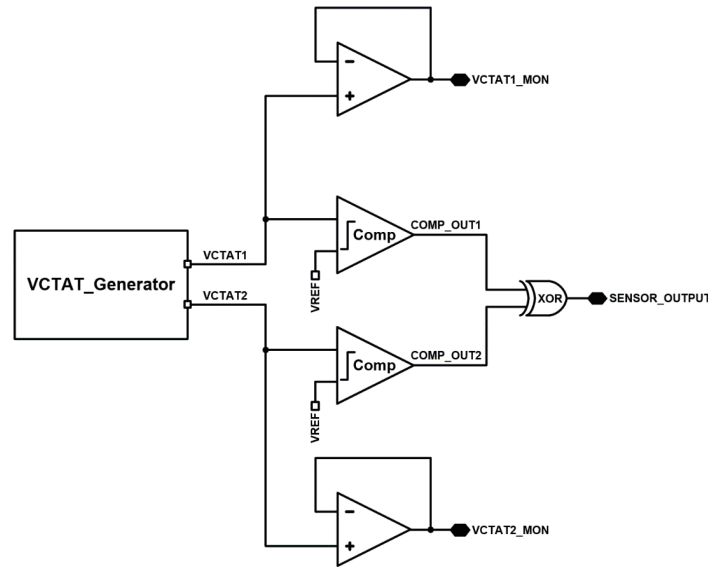 −
+
VCTAT1_MON
VCTAT_Generator
VCTAT1
VCTAT2
Comp
COMP_OUT1
VREF
XOR
SENSOR_OUTPUT
Comp
COMP_OUT2
VREF
−
+
VCTAT2_MON